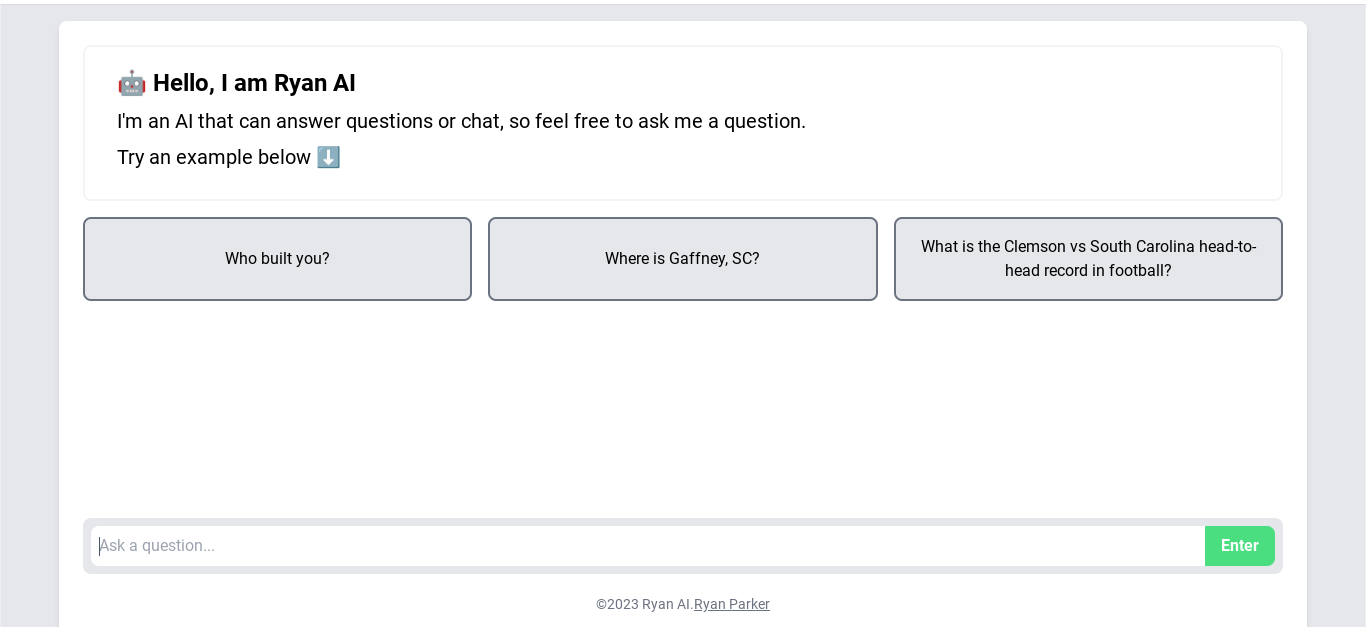 🤖 Hello, I am Ryan AI
I'm an AI that can answer questions or chat, so feel free to ask me a question.
Try an example below ⬇️
Who built you?
Where is Gaffney, SC?
What is the Clemson vs South Carolina head-to-
head record in football?
Ask a question...
Enter
©2023 Ryan AI.Ryan Parker